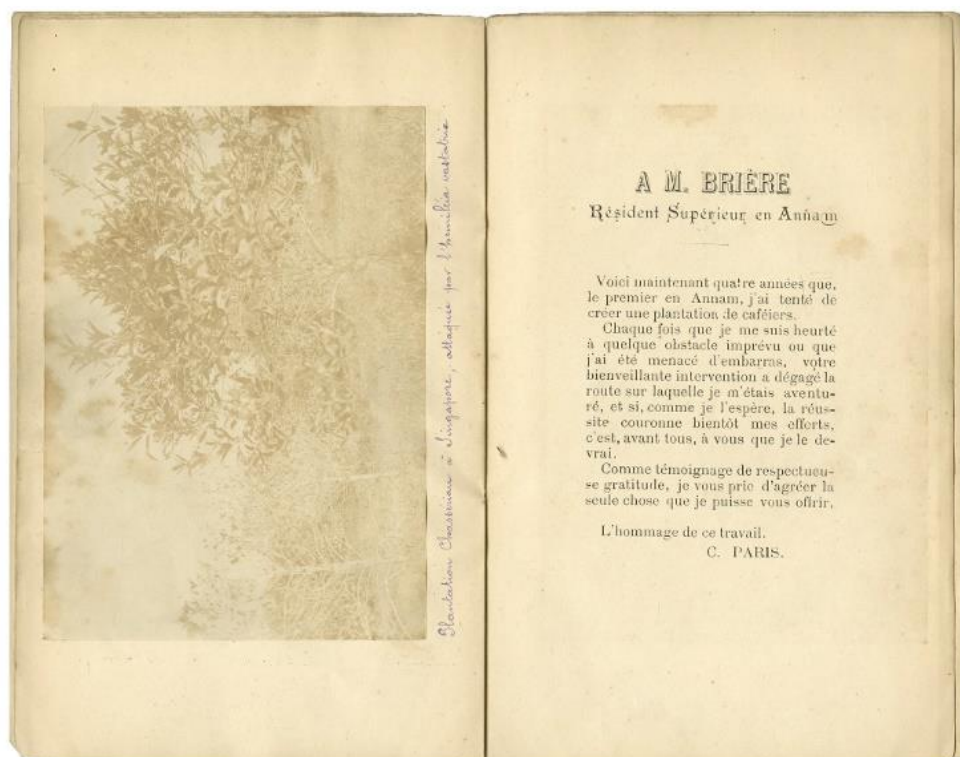 Plantation Chasseriau à Singapore, attaquée par l'hemiléia vastatrix
A M. BRIÈRE
Résident Supérieur en Annam
Voici maintenant quatre années que,
le premier en Annam, j'ai tenté de
créer une plantation de caféiers.
Chaque fois que je me suis heurté
à quelque obstacle imprévu ou que
j'ai été menacé d'embarras, votre
bienveillante intervention a dégagé la
route sur laquelle je m'étais aventu-
ré, et si, comme je l'espère, la réus-
site couronne bientôt mes efforts,
c'est, avant tous, à vous que je le de-
vrai.
Comme témoignage de respectueu-
se gratitude, je vous prie d'agréer la
seule chose que je puisse vous offrir,
L'hommage de ce travail.
C. PARIS.